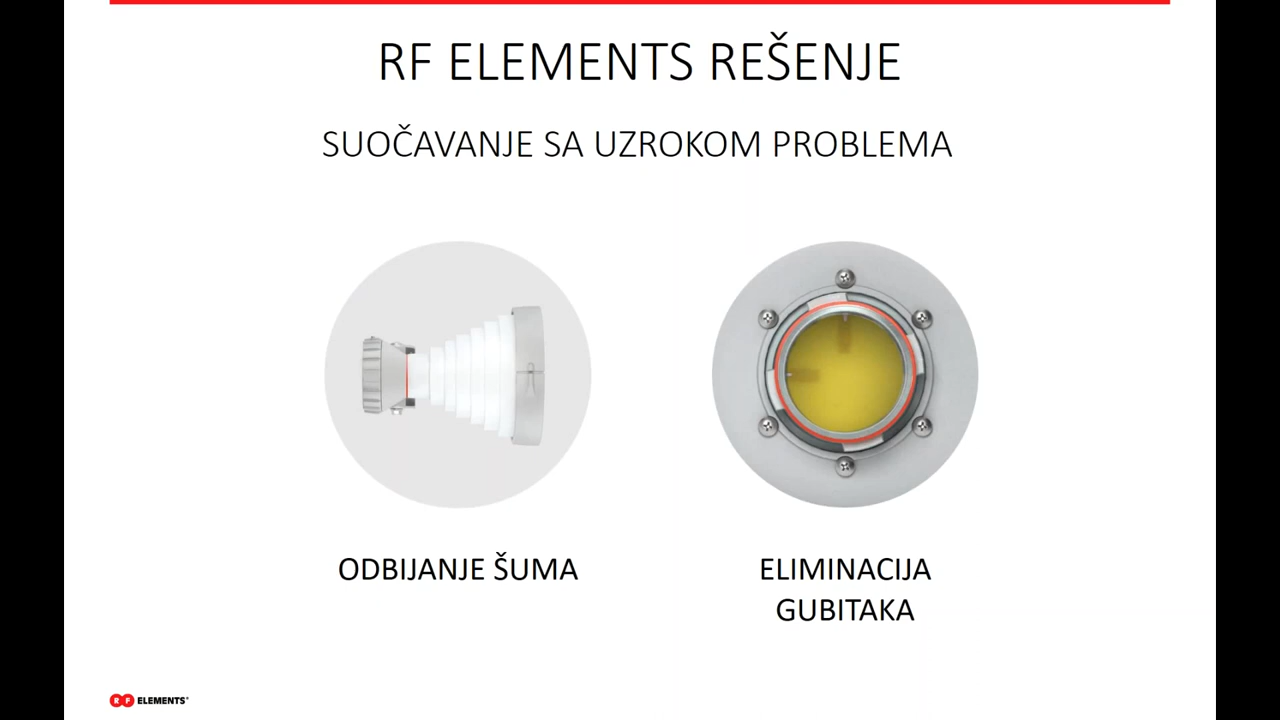 RF ELEMENTS REŠENJE
SUOČAVANJE SA UZROKOM PROBLEMA
ODBIJANJE ŠUMA
ELIMINACIJA
GUBITAKA
RF ELEMENTS®